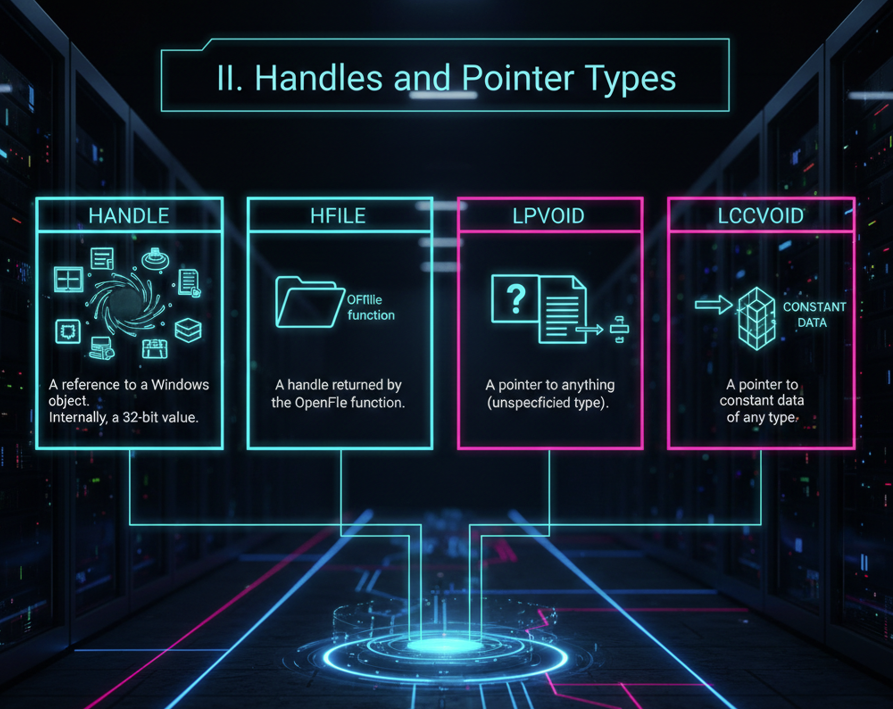 II. Handles and Pointer Types
HANDLE
A reference to a Windows
object.
Internally, a 32-bit value.
HFILE
OFfille
function
A handle returned by
the OpenFle function.
LPVOID
?
A pointer to anything
(unspecficied type).
LCCVOID
CONSTANT
DATA
A pointer to
constant data
of any type.